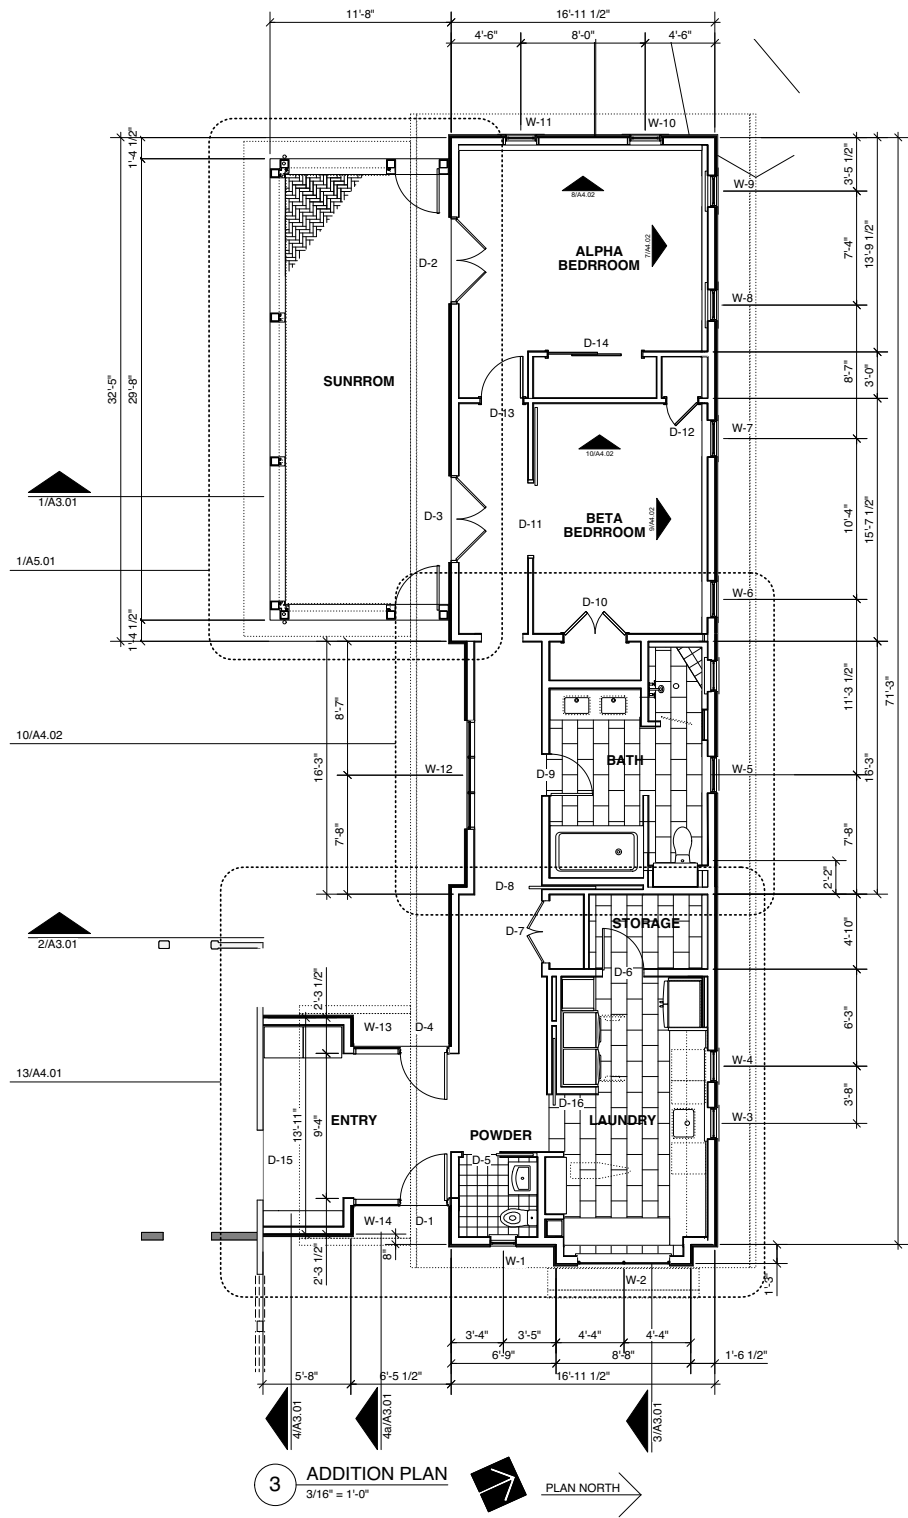 11'-8"
16'-11 1/2"
4'-6"
8'-0"
4'-6"
W-11
W-10
1'-4 1/2"
3'-5 1/2"
W-9
8/A4.02
7/A4.02
ALPHA
BEDRROOM
7'-4"
13'-9 1/2"
D-2
W-8
D-14
SUNRROM
32'-5"
29'-8"
8'-7"
3'-0"
D-13
D-12
W-7
10/A4.02
1/A3.01
D-3
D-11
BETA
BEDRROOM
9/A4.02
10'-4"
15'-7 1/2"
1/A5.01
W-6
D-10
1'-4 1/2"
8'-7"
11'-3 1/2"
71'-3"
10/A4.02
16'-3"
W-12
D-9
BATH
W-5
16'-3"
7'-8"
7'-8"
2'-2"
D-8
STORAGE
D-7
4'-10"
2/A3.01
D-6
2'-3 1/2"
W-13
D-4
6'-3"
W-4
13/A4.01
D-16
3'-8"
13'-11"
9'-4"
ENTRY
POWDER
LAUNDRY
W-3
D-15
D-5
W-14
D-1
8"
2'-3 1/2"
W-1
W-2
1'-3"
3'-4"
3'-5"
4'-4"
4'-4"
6'-9"
8'-8"
1'-6 1/2"
5'-8"
6'-5 1/2"
16'-11 1/2"
4/A3.01
4a/A3.01
3/A3.01
3
ADDITION PLAN
3/16" = 1'-0"
PLAN NORTH